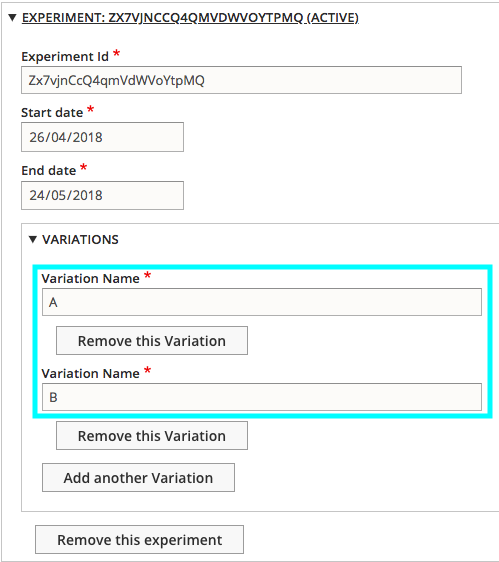 ▼ EXPERIMENT: ZX7VJNCCQ4QMVDWVOYTPMQ (ACTIVE)
Experiment Id *
Zx7vjnCcQ4qmVdWVoYtpMQ
Start date *
26/04/2018
End date *
24/05/2018
▼ VARIATIONS
Variation Name *
A
Remove this Variation
Variation Name *
B
Remove this Variation
Add another Variation
Remove this experiment